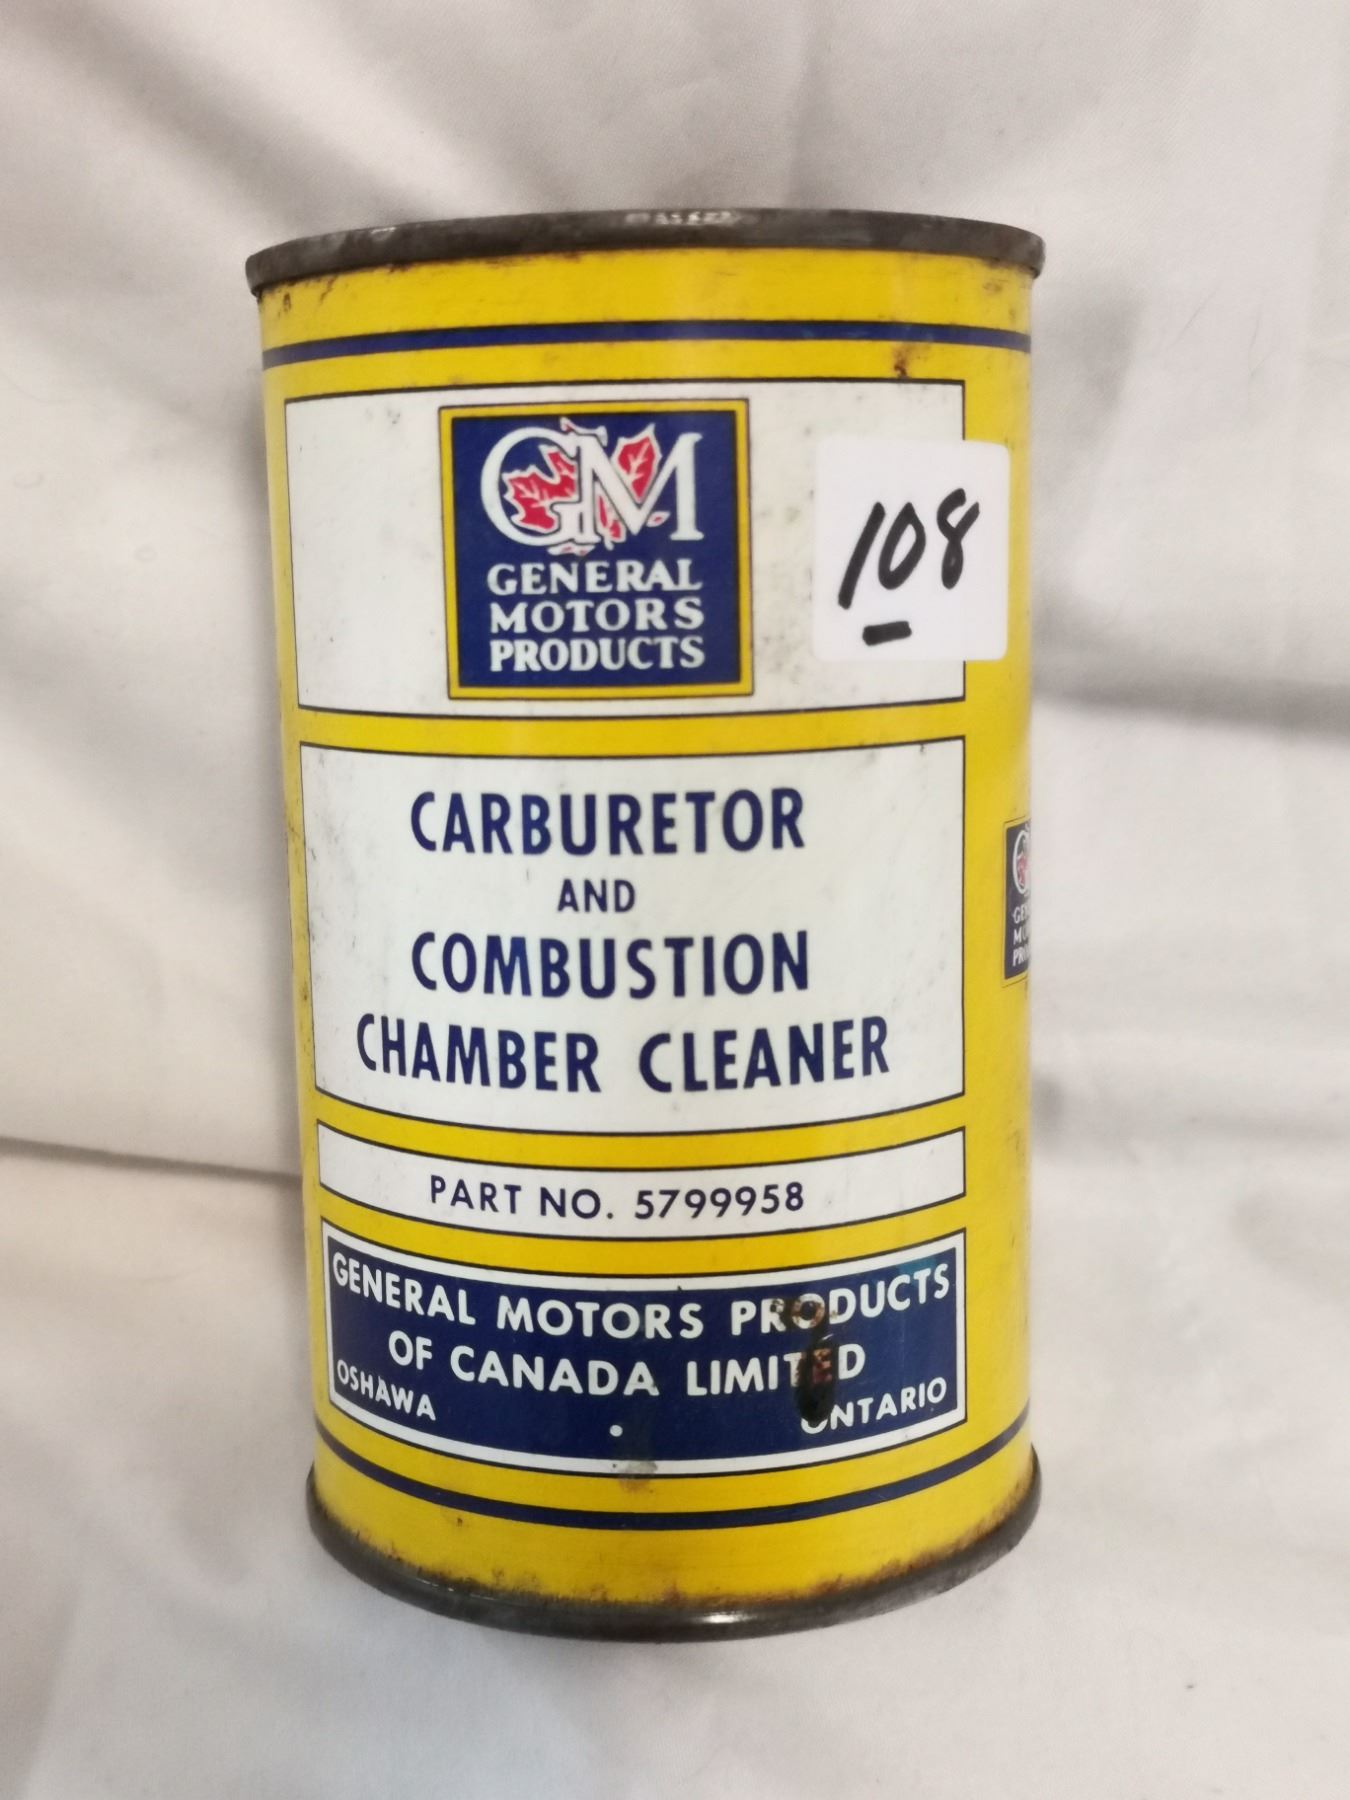 GM
GENERAL
MOTORS
PRODUCTS
108
CARBURETOR
AND
COMBUSTION
CHAMBER CLEANER
PART NO. 5799958
GENERAL MOTORS PRODUCTS
OF CANADA LIMITED
OSHAWA • ONTARIO